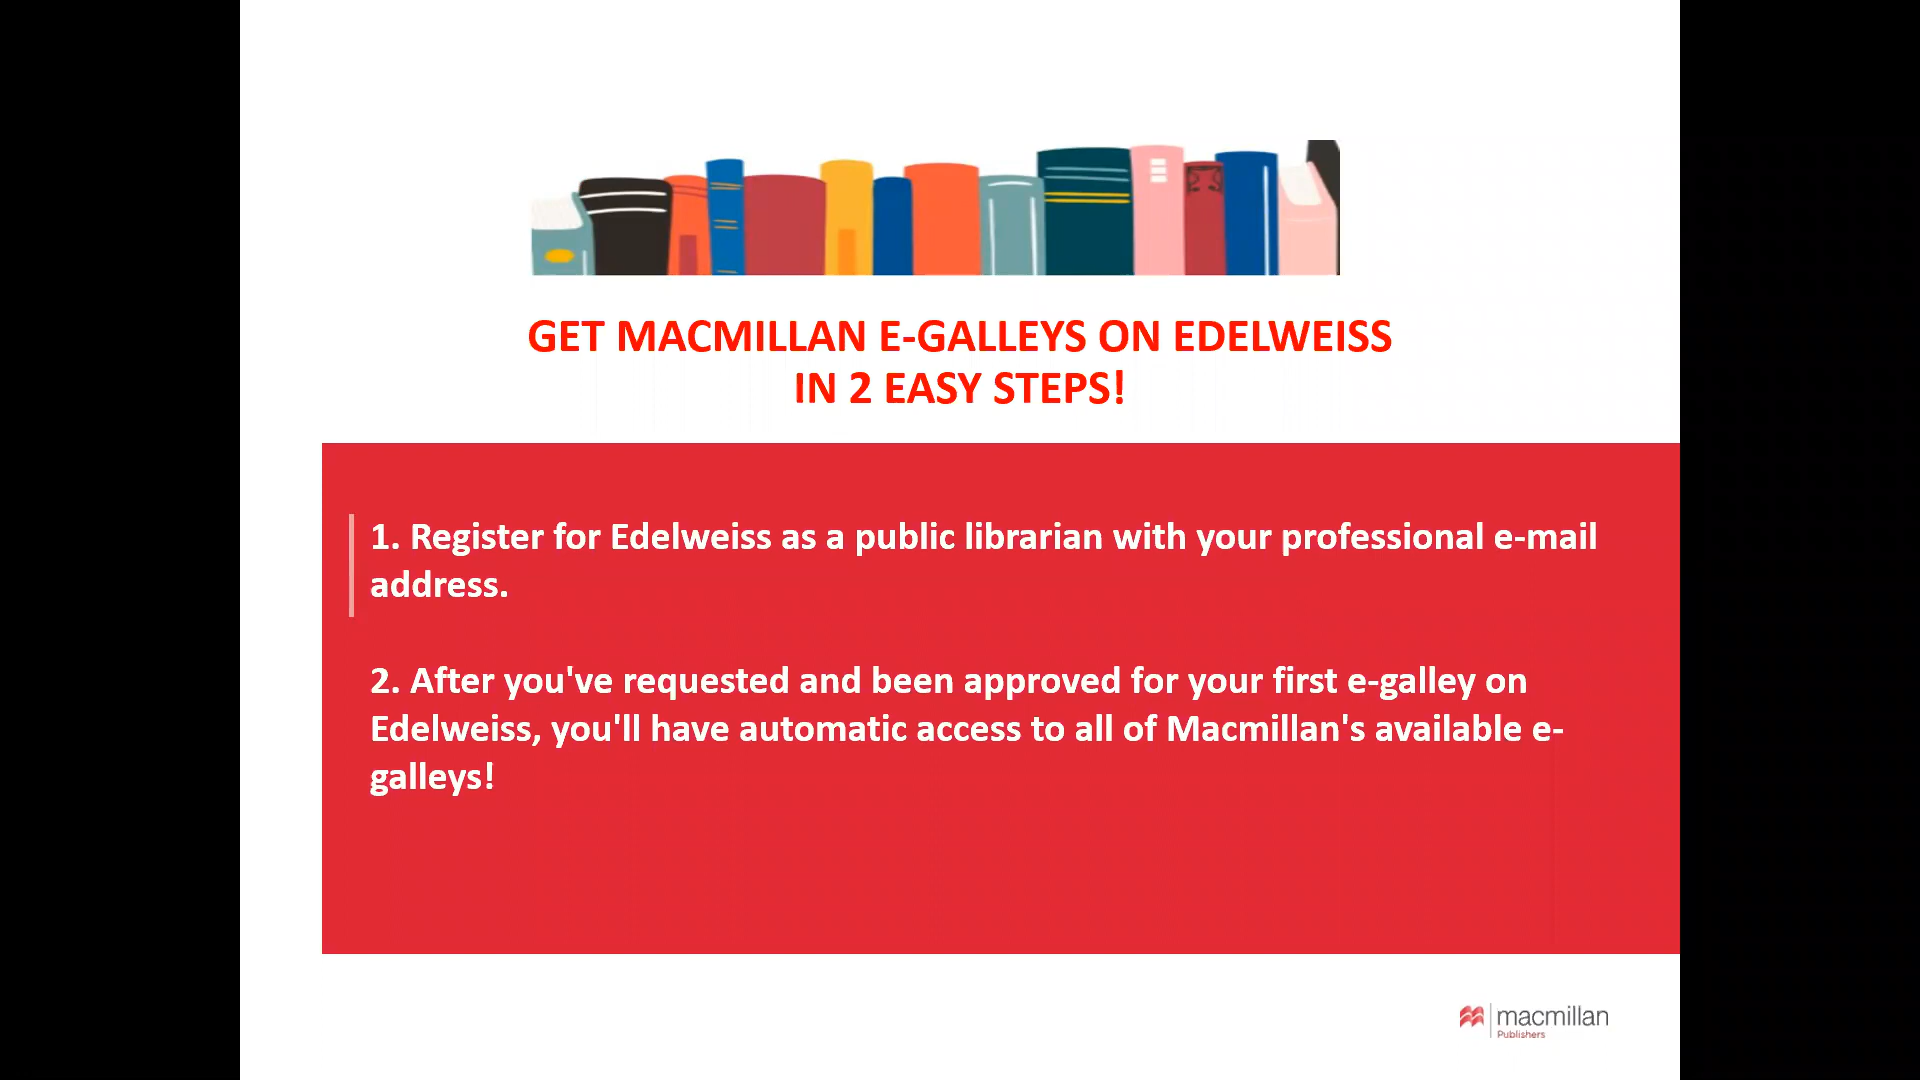 GET MACMILLAN E-GALLEYS ON EDELWEISS
IN 2 EASY STEPS!
1. Register for Edelweiss as a public librarian with your professional e-mail
address.
2. After you've requested and been approved for your first e-galley on
Edelweiss, you'll have automatic access to all of Macmillan's available e-
galleys!
macmillan
Publishers